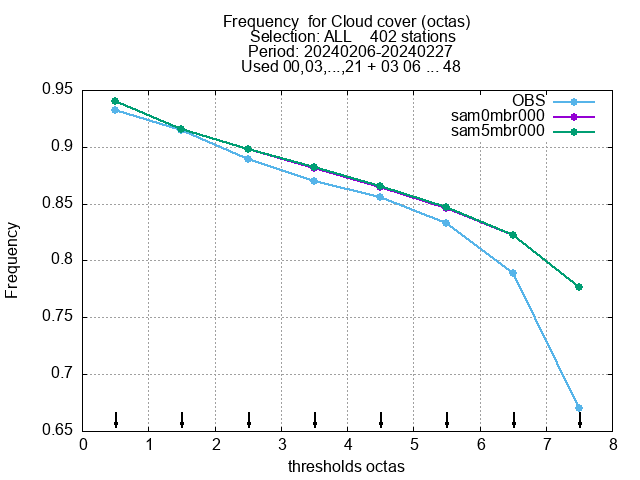 Frequency  for Cloud cover (octas)
Selection: ALL    402 stations
Period: 20240206-20240227
Used 00,03,...,21 + 03 06 ... 48
OBS
sam0mbr000
sam5mbr000
0.95
0.9
0.85
0.8
0.75
0.7
0.65
Frequency
0 1 2 3 4 5 6 7 8
thresholds octas